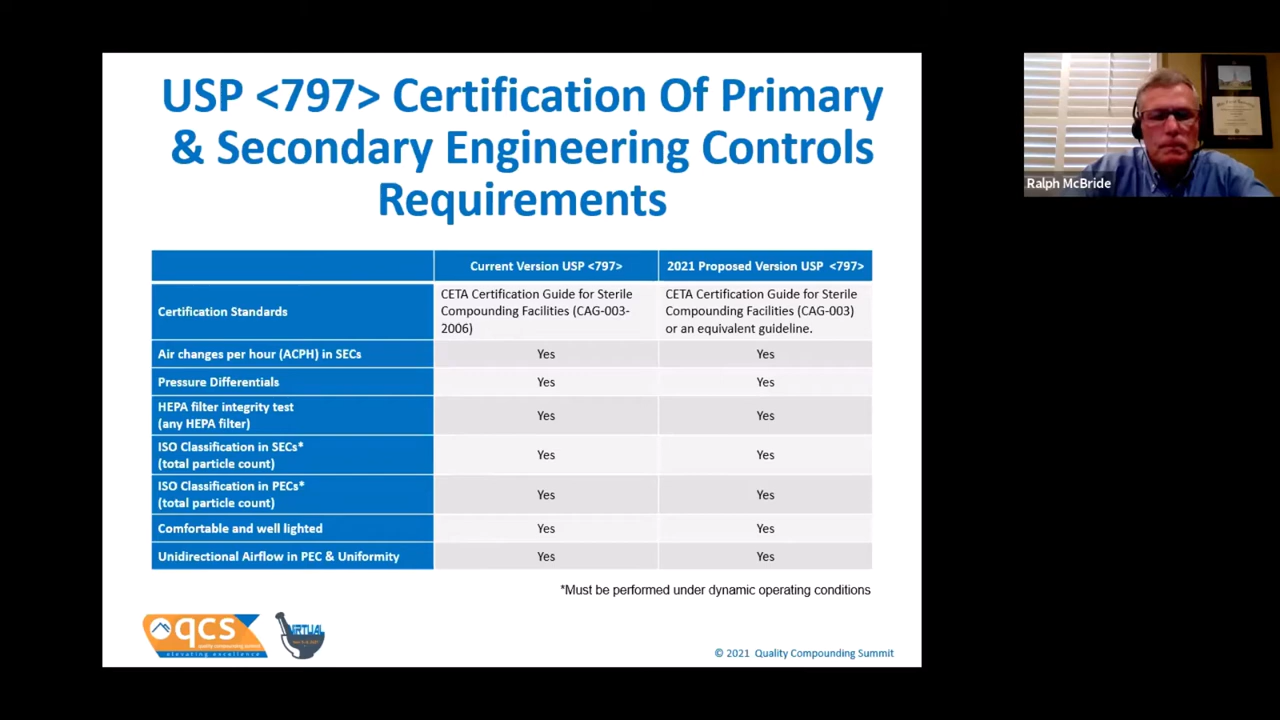 USP <797> Certification Of Primary
& Secondary Engineering Controls
Requirements
Current Version USP <797>
2021 Proposed Version USP <797>
Certification Standards
CETA Certification Guide for Sterile
Compounding Facilities (CAG-003-
2006)
CETA Certification Guide for Sterile
Compounding Facilities (CAG-003)
or an equivalent guideline.
Air changes per hour (ACPH) in SECs
Yes
Yes
Pressure Differentials
Yes
Yes
HEPA filter integrity test
(any HEPA filter)
Yes
Yes
ISO Classification in SECs*
(total particle count)
Yes
Yes
ISO Classification in PECs*
(total particle count)
Yes
Yes
Comfortable and well lighted
Yes
Yes
Unidirectional Airflow in PEC & Uniformity
Yes
Yes
*Must be performed under dynamic operating conditions
qcs
quality compounding summit
elevating excellence
VIRTUAL
© 2021 Quality Compounding Summit
Ralph McBride